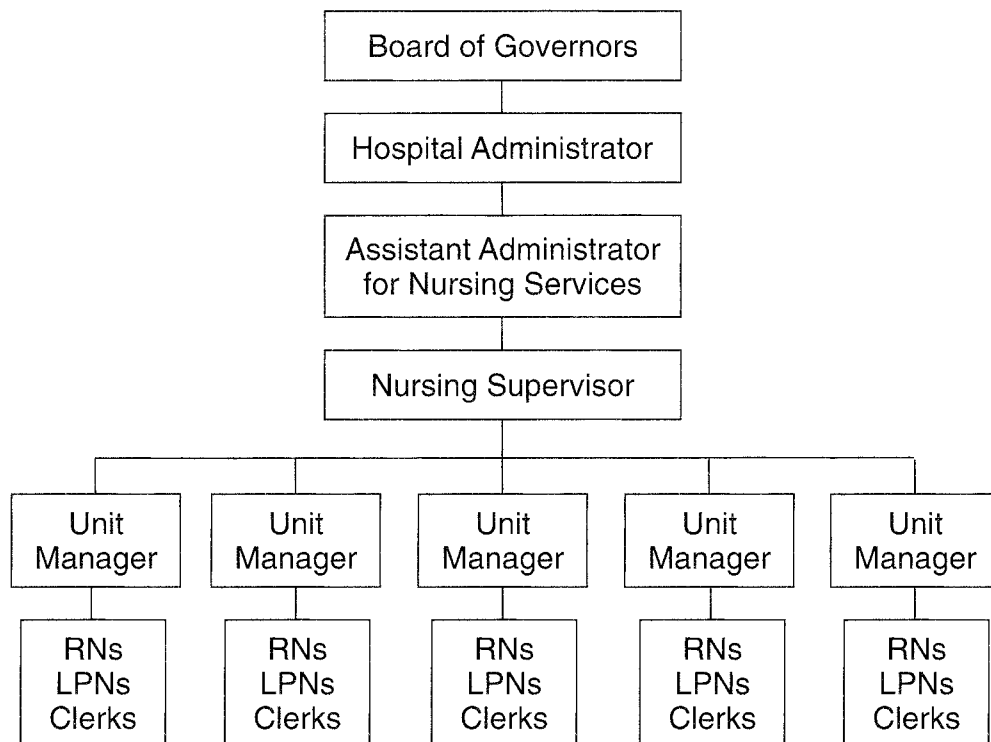 Board of Governors
Hospital Administrator
Assistant Administrator
for Nursing Services
Nursing Supervisor
Unit
Manager
Unit
Manager
Unit
Manager
Unit
Manager
Unit
Manager
RNs
LPNs
Clerks
RNs
LPNs
Clerks
RNs
LPNs
Clerks
RNs
LPNs
Clerks
RNs
LPNs
Clerks